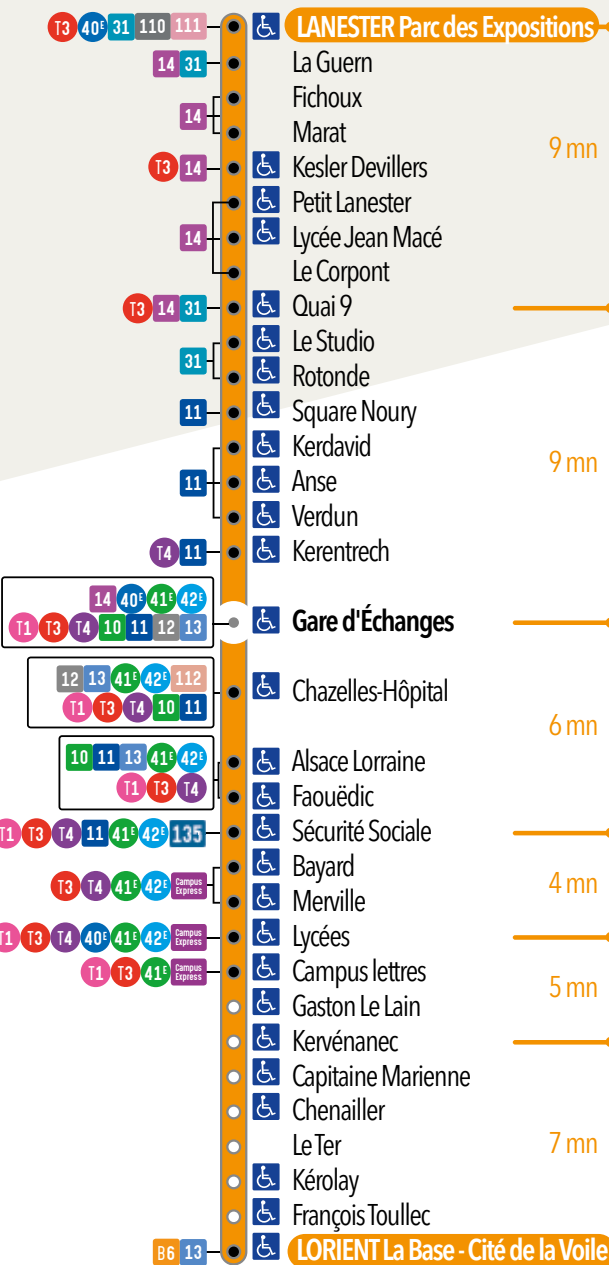 T3 40E 31 110 111 LANESTER Parc des Expositions
14 31 La Guern
Fichoux
14
Marat
9 mn
T3 14 Kesler Devillers
Petit Lanester
14 Lycée Jean Macé
Le Corpont
T3 14 31 Quai 9
Le Studio
31
Rotonde
11 Square Noury
Kerdavid
9 mn
11 Anse
Verdun
T4 11 Kerentrech
14 40E 41E 42E
T1 T3 T4 10 11 12 13 Gare d'Échanges
12 13 41E 42E 112
T1 T3 T4 10 11 Chazelles-Hôpital
6 mn
10 11 13 41E 42E Alsace Lorraine
T1 T3 T4 Faouëdic
T1 T3 T4 11 41E 42E 135 Sécurité Sociale
Bayard
T3 T4 41E 42E Campus Express
4 mn
Merville
T1 T3 T4 40E 41E 42E Campus Express Lycées
T1 T3 41E Campus Express Campus lettres
5 mn
Gaston Le Lain
Kervénanec
Capitaine Marienne
Chenailler
Le Ter
7 mn
Kérolay
François Toullec
B6 13 LORIENT La Base - Cité de la Voile